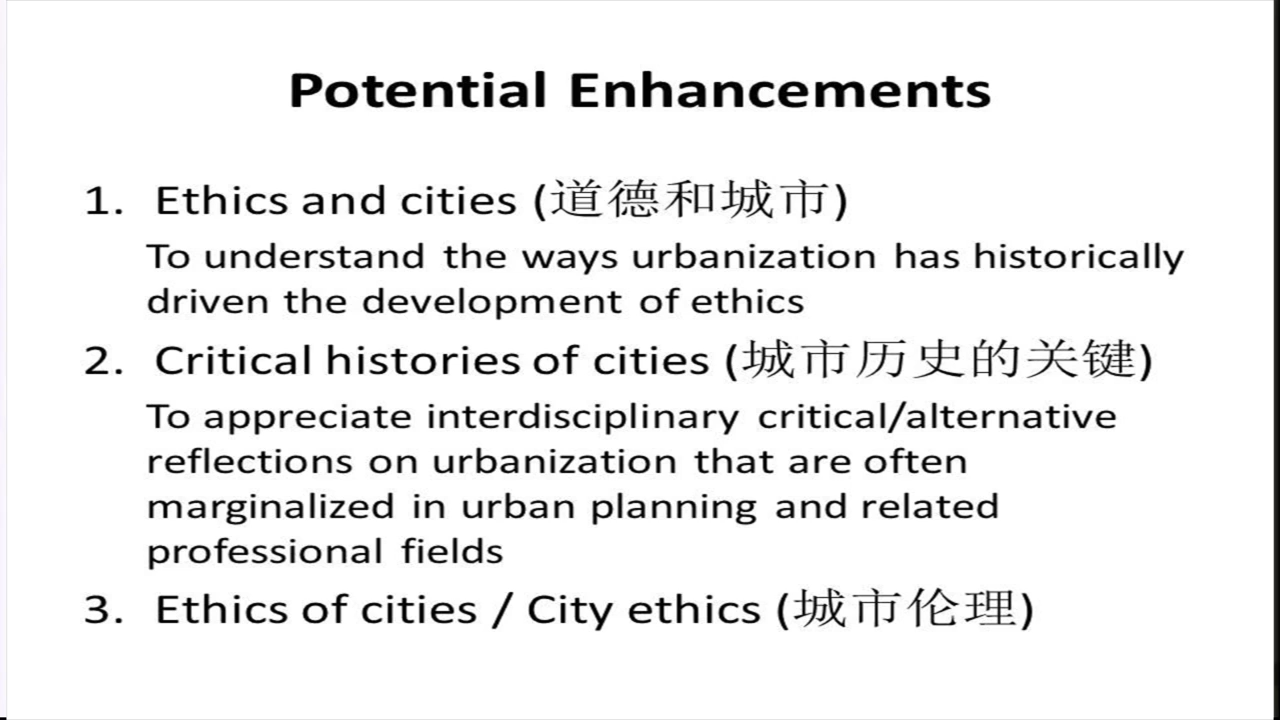 Potential Enhancements
1. Ethics and cities (道德和城市)
To understand the ways urbanization has historically
driven the development of ethics
2. Critical histories of cities (城市历史的关键)
To appreciate interdisciplinary critical/alternative
reflections on urbanization that are often
marginalized in urban planning and related
professional fields
3. Ethics of cities / City ethics (城市伦理)